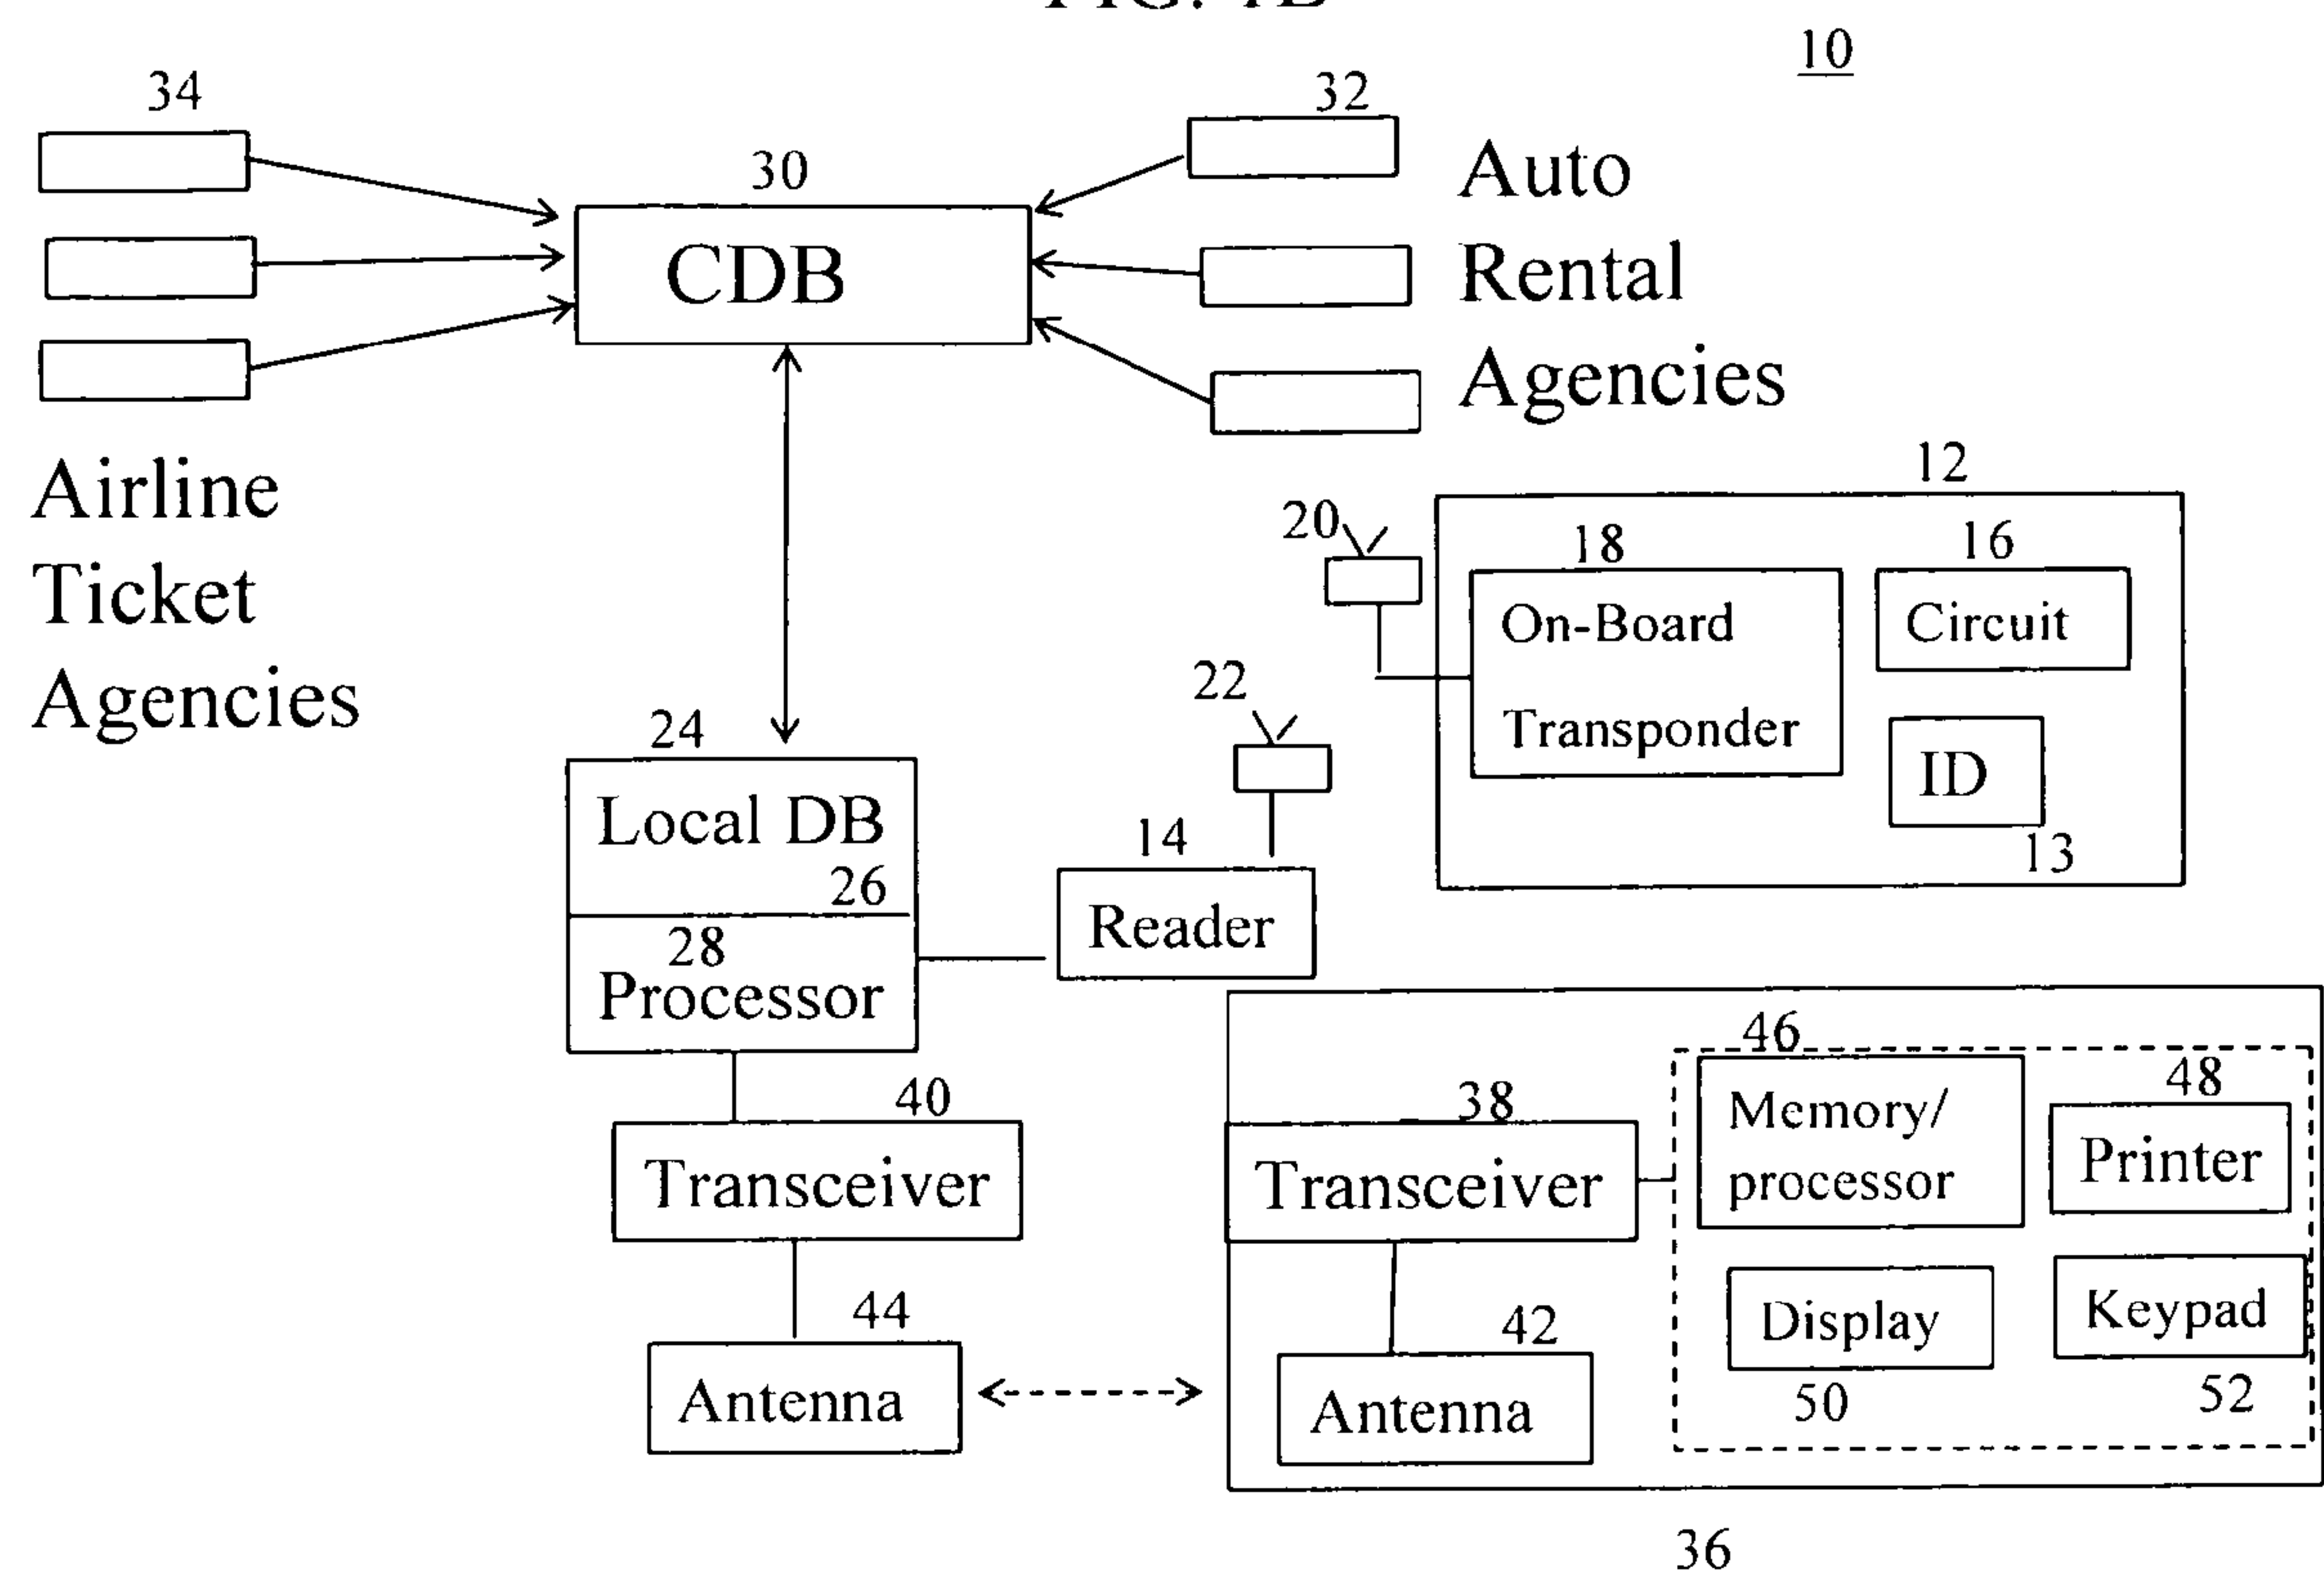 10
34
32
30
Auto
CDB
Rental
Agencies
Airline
Ticket
Agencies
12
20
18
16
On-Board
Circuit
Transponder
ID
13
22
24
Local DB
26
14
Reader
28
Processor
40
Transceiver
38
Transceiver
46
Memory/
processor
48
Printer
44
Antenna
42
Antenna
Display
50
Keypad
52
36